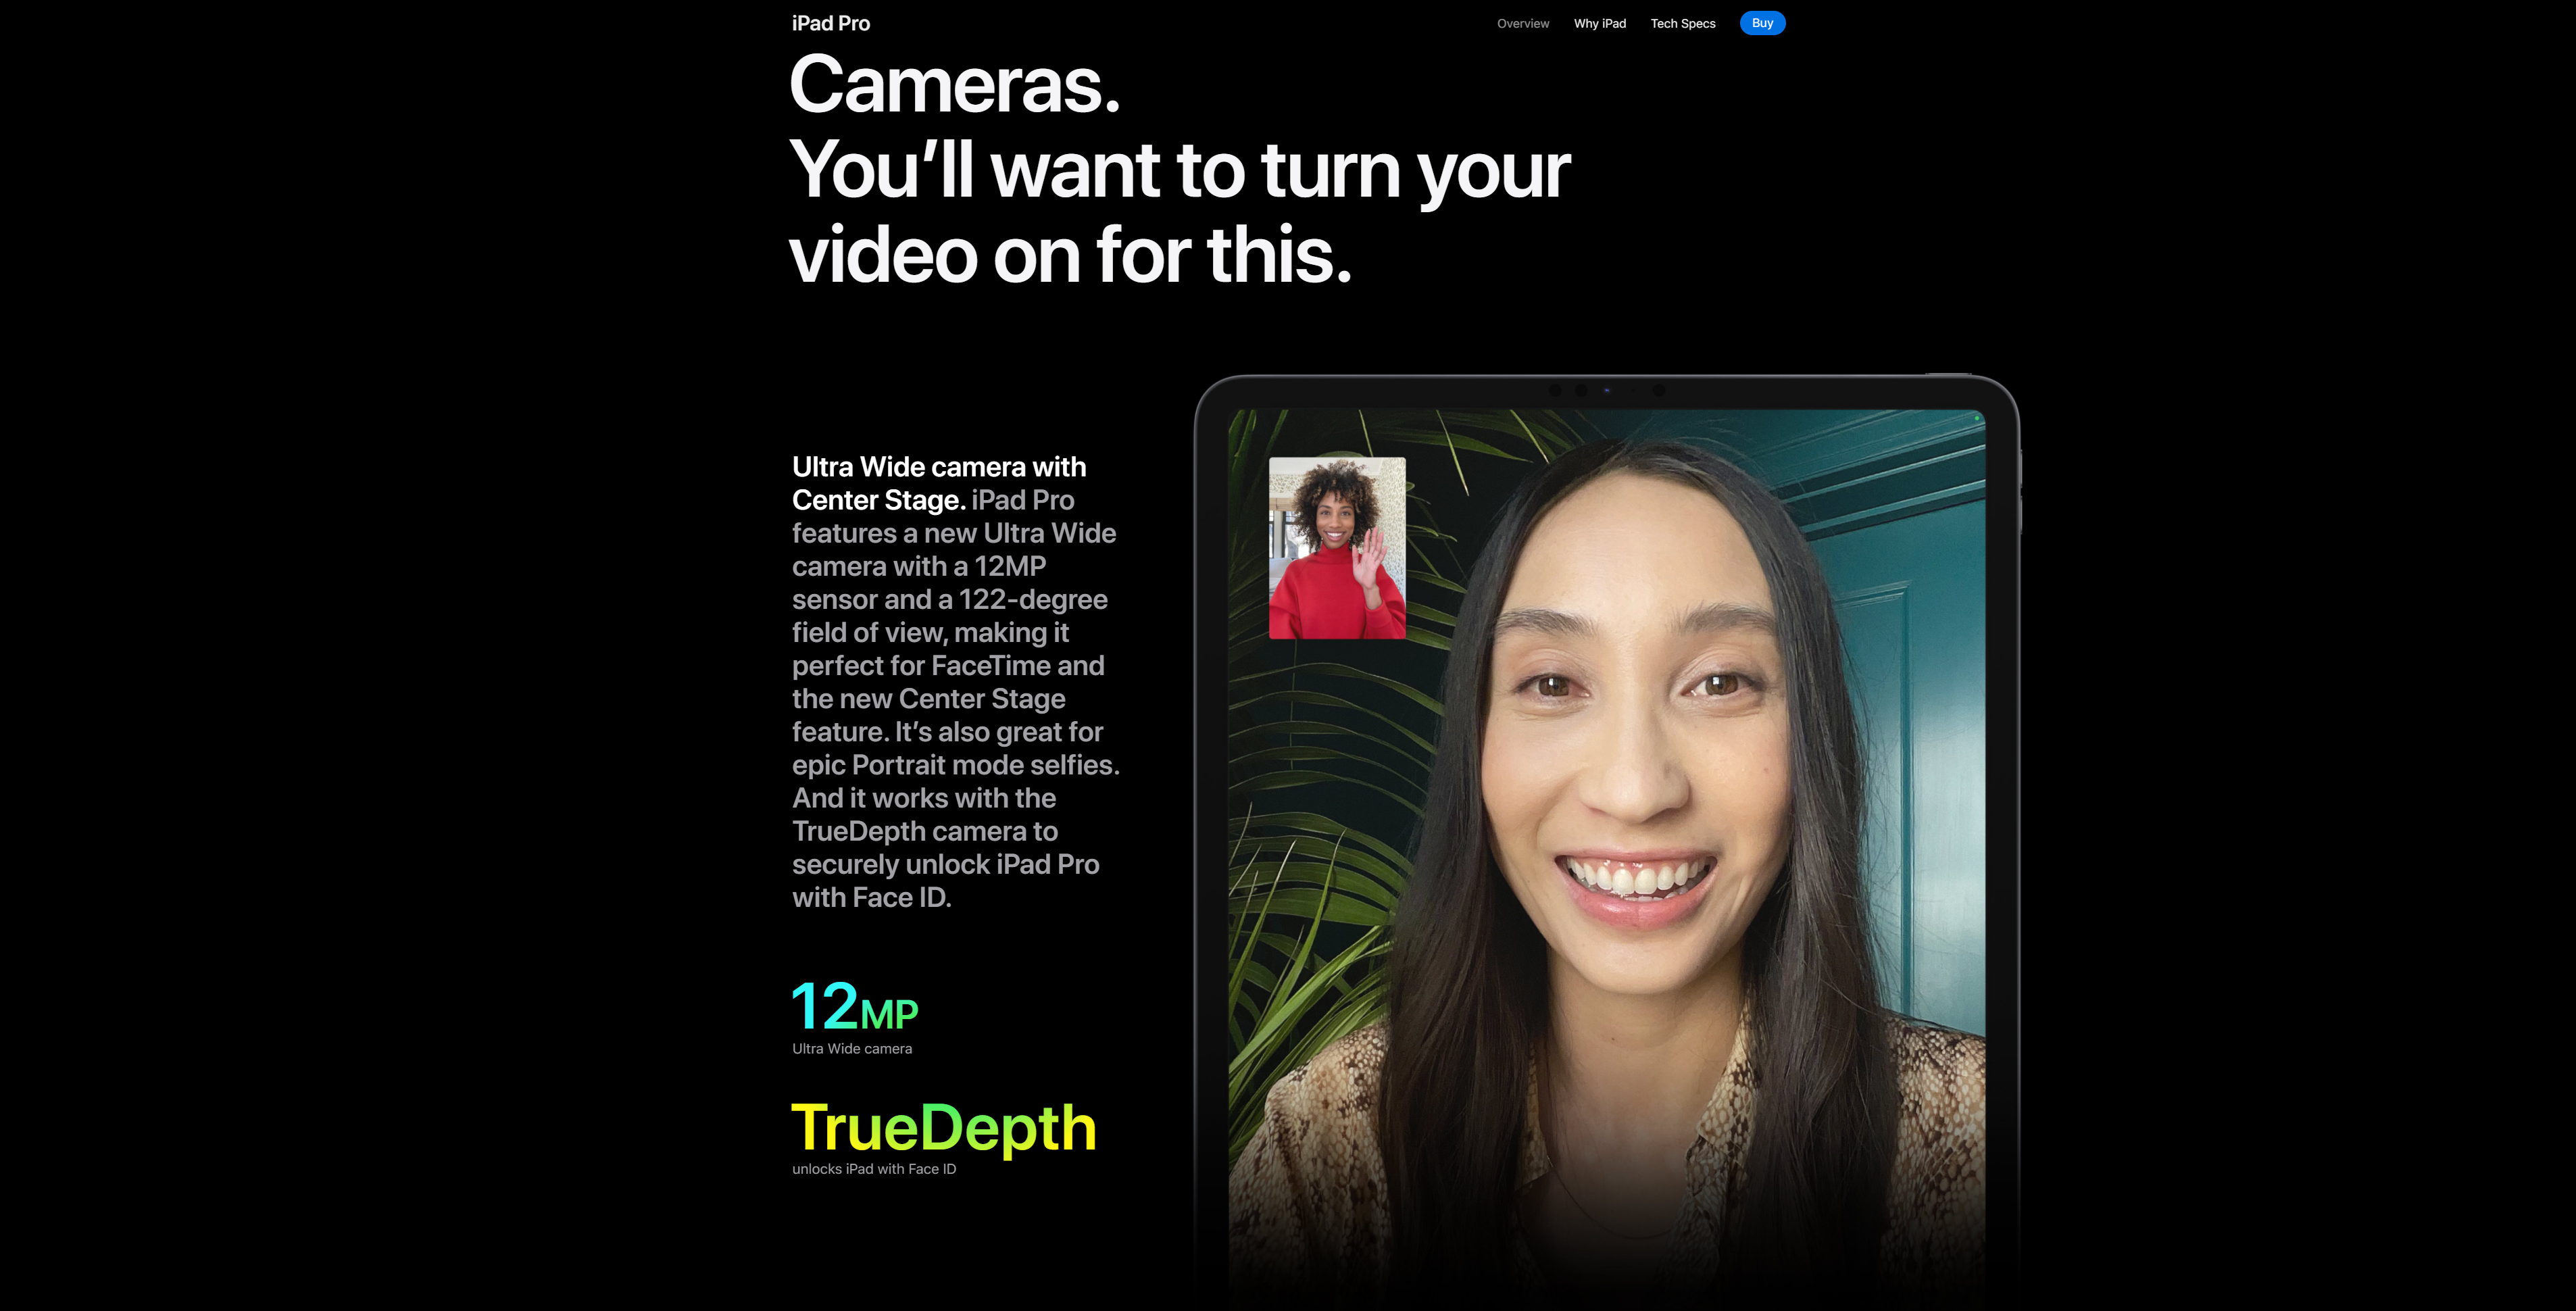 iPad Pro
Overview Why iPad Tech Specs Buy
Cameras.
You’ll want to turn your
video on for this.
Ultra Wide camera with
Center Stage. iPad Pro
features a new Ultra Wide
camera with a 12MP
sensor and a 122-degree
field of view, making it
perfect for FaceTime and
the new Center Stage
feature. It’s also great for
epic Portrait mode selfies.
And it works with the
TrueDepth camera to
securely unlock iPad Pro
with Face ID.
12MP
Ultra Wide camera
TrueDepth
unlocks iPad with Face ID